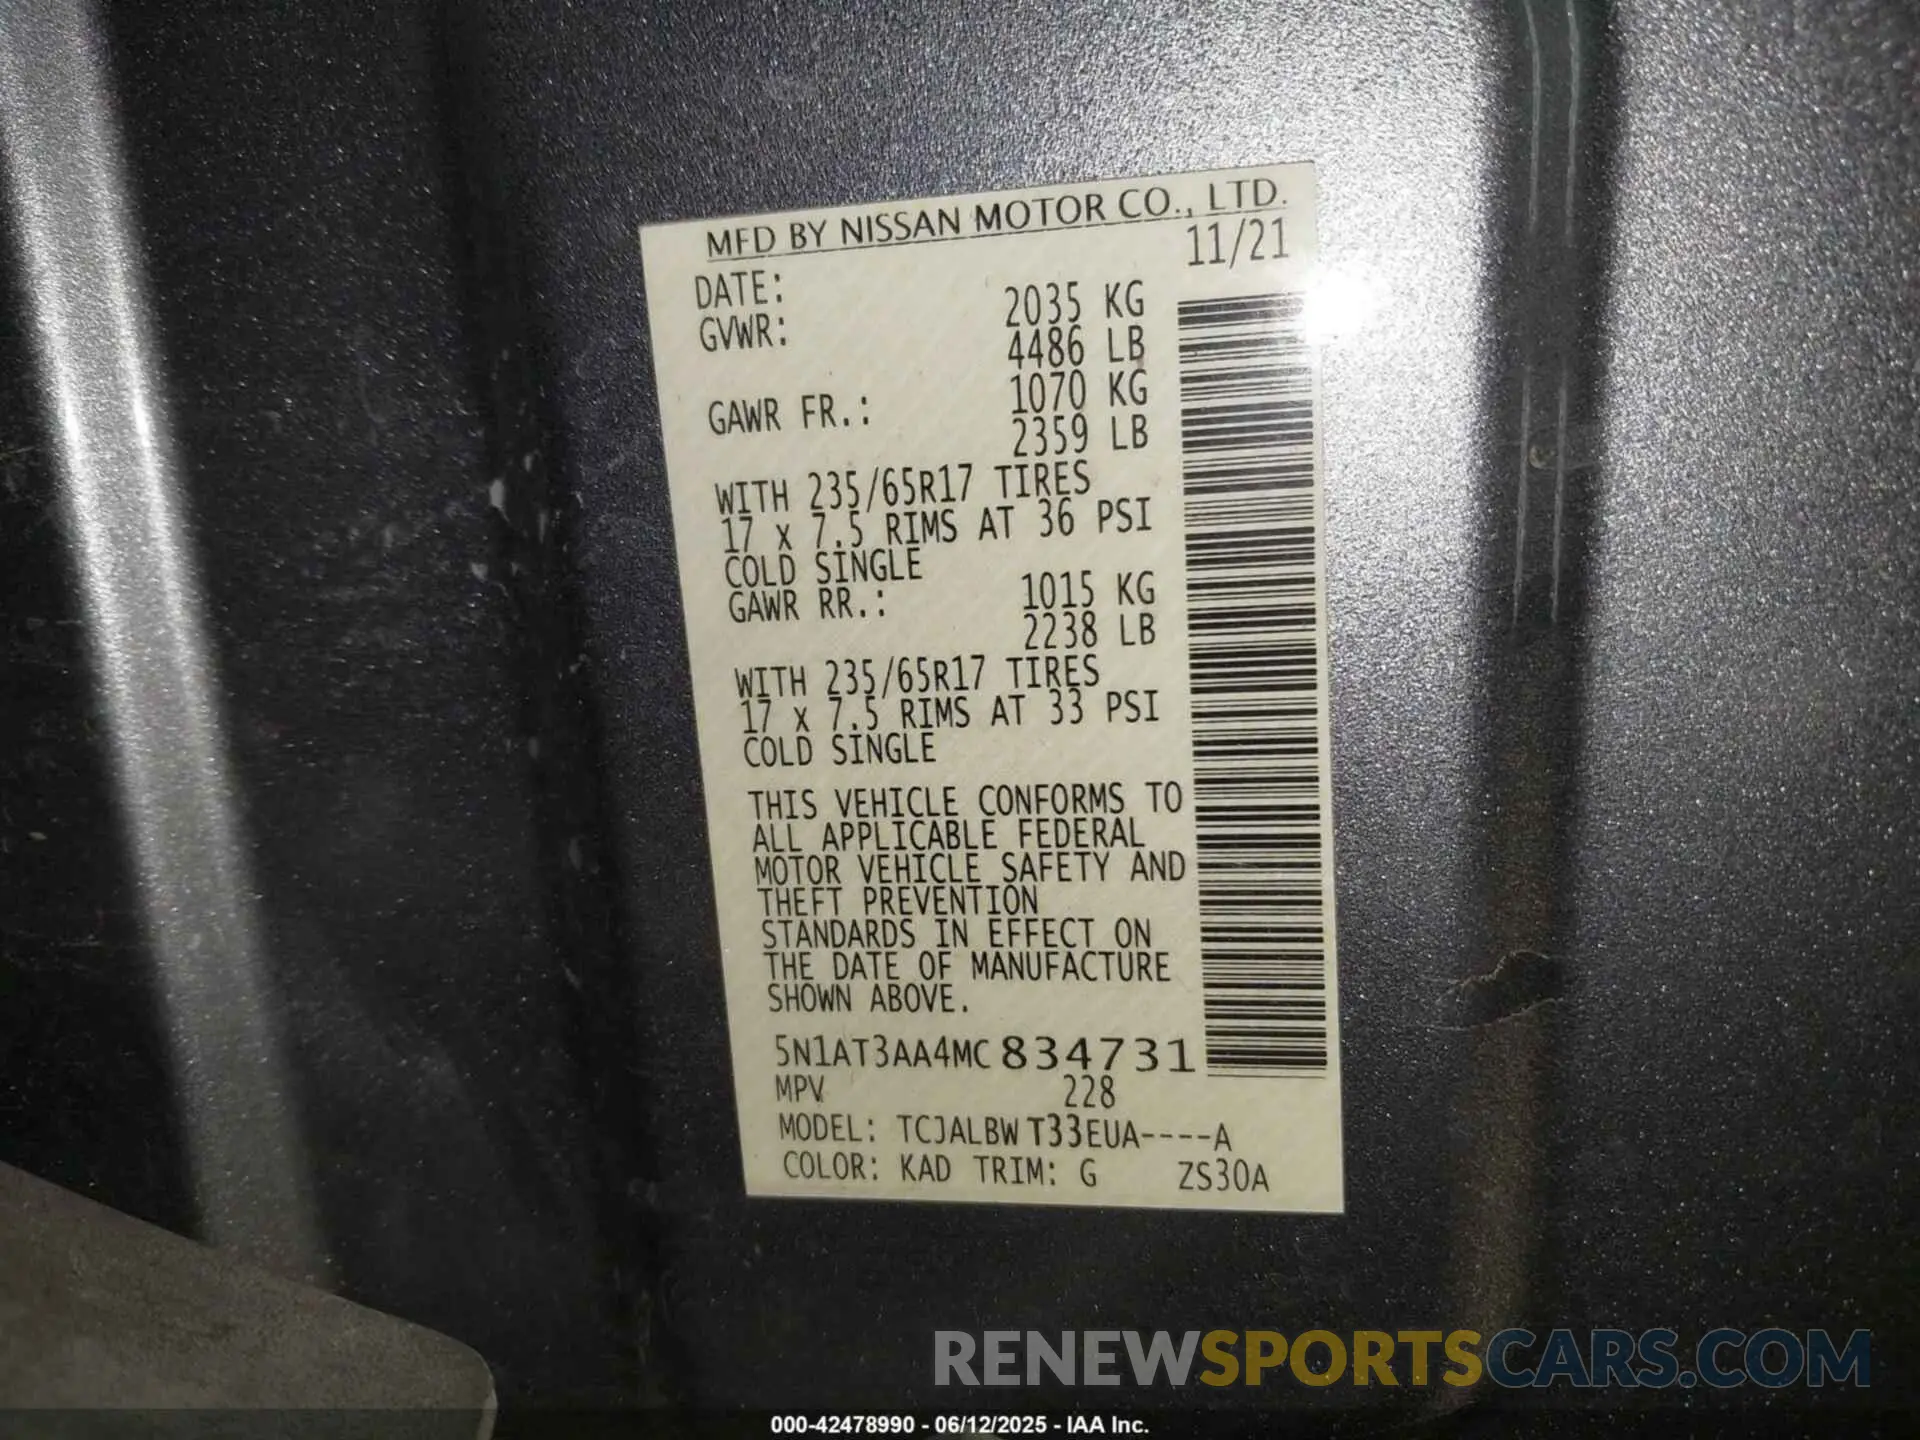 MFD BY NISSAN MOTOR CO., LTD.
DATE: 11/21
GVWR: 2035 KG
4486 LB
GAWR FR.: 1070 KG
2359 LB
WITH 235/65R17 TIRES
17 x 7.5 RIMS AT 36 PSI
COLD SINGLE
GAWR RR.: 1015 KG
2238 LB
WITH 235/65R17 TIRES
17 x 7.5 RIMS AT 33 PSI
COLD SINGLE
THIS VEHICLE CONFORMS TO
ALL APPLICABLE FEDERAL
MOTOR VEHICLE SAFETY AND
THEFT PREVENTION
STANDARDS IN EFFECT ON
THE DATE OF MANUFACTURE
SHOWN ABOVE.
5N1AT3AA4MC834731
MPV 228
MODEL: TCJALBW T33EUA----A
COLOR: KAD TRIM: G ZS30A
RENEWSPORTSCARS.COM
000-42478990 - 06/12/2025 - IAA Inc.